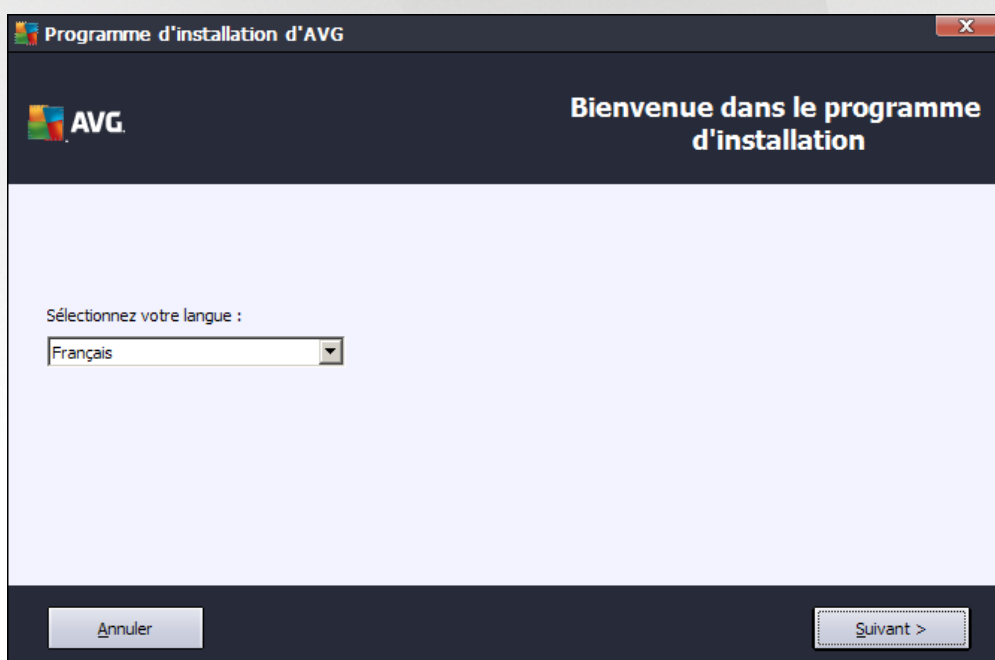 Programme d'installation d'AVG
X
AVG.
Bienvenue dans le programme
d'installation
Sélectionnez votre langue :
Français
Annuler
Suivant >